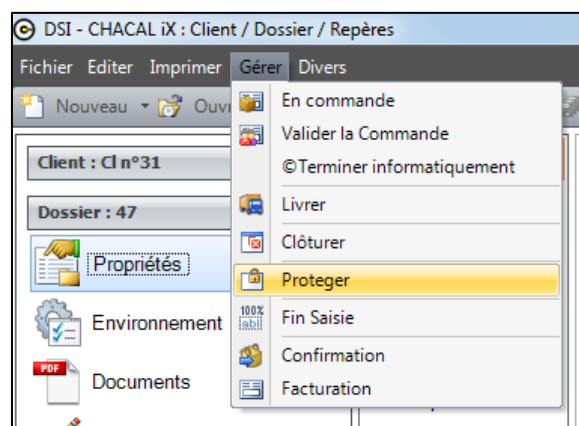 DSI - CHACAL iX : Client / Dossier / Repères
Fichier Editer Imprimer Gérer Divers
Nouveau Ouv
En commande
Valider la Commande
©Terminer informatiquement
Livrer
Clôturer
Proteger
100% Fin Saisie
Confirmation
Facturation
Client : Cl n°31
Dossier : 47
Propriétés
Environnement
PDF
Documents